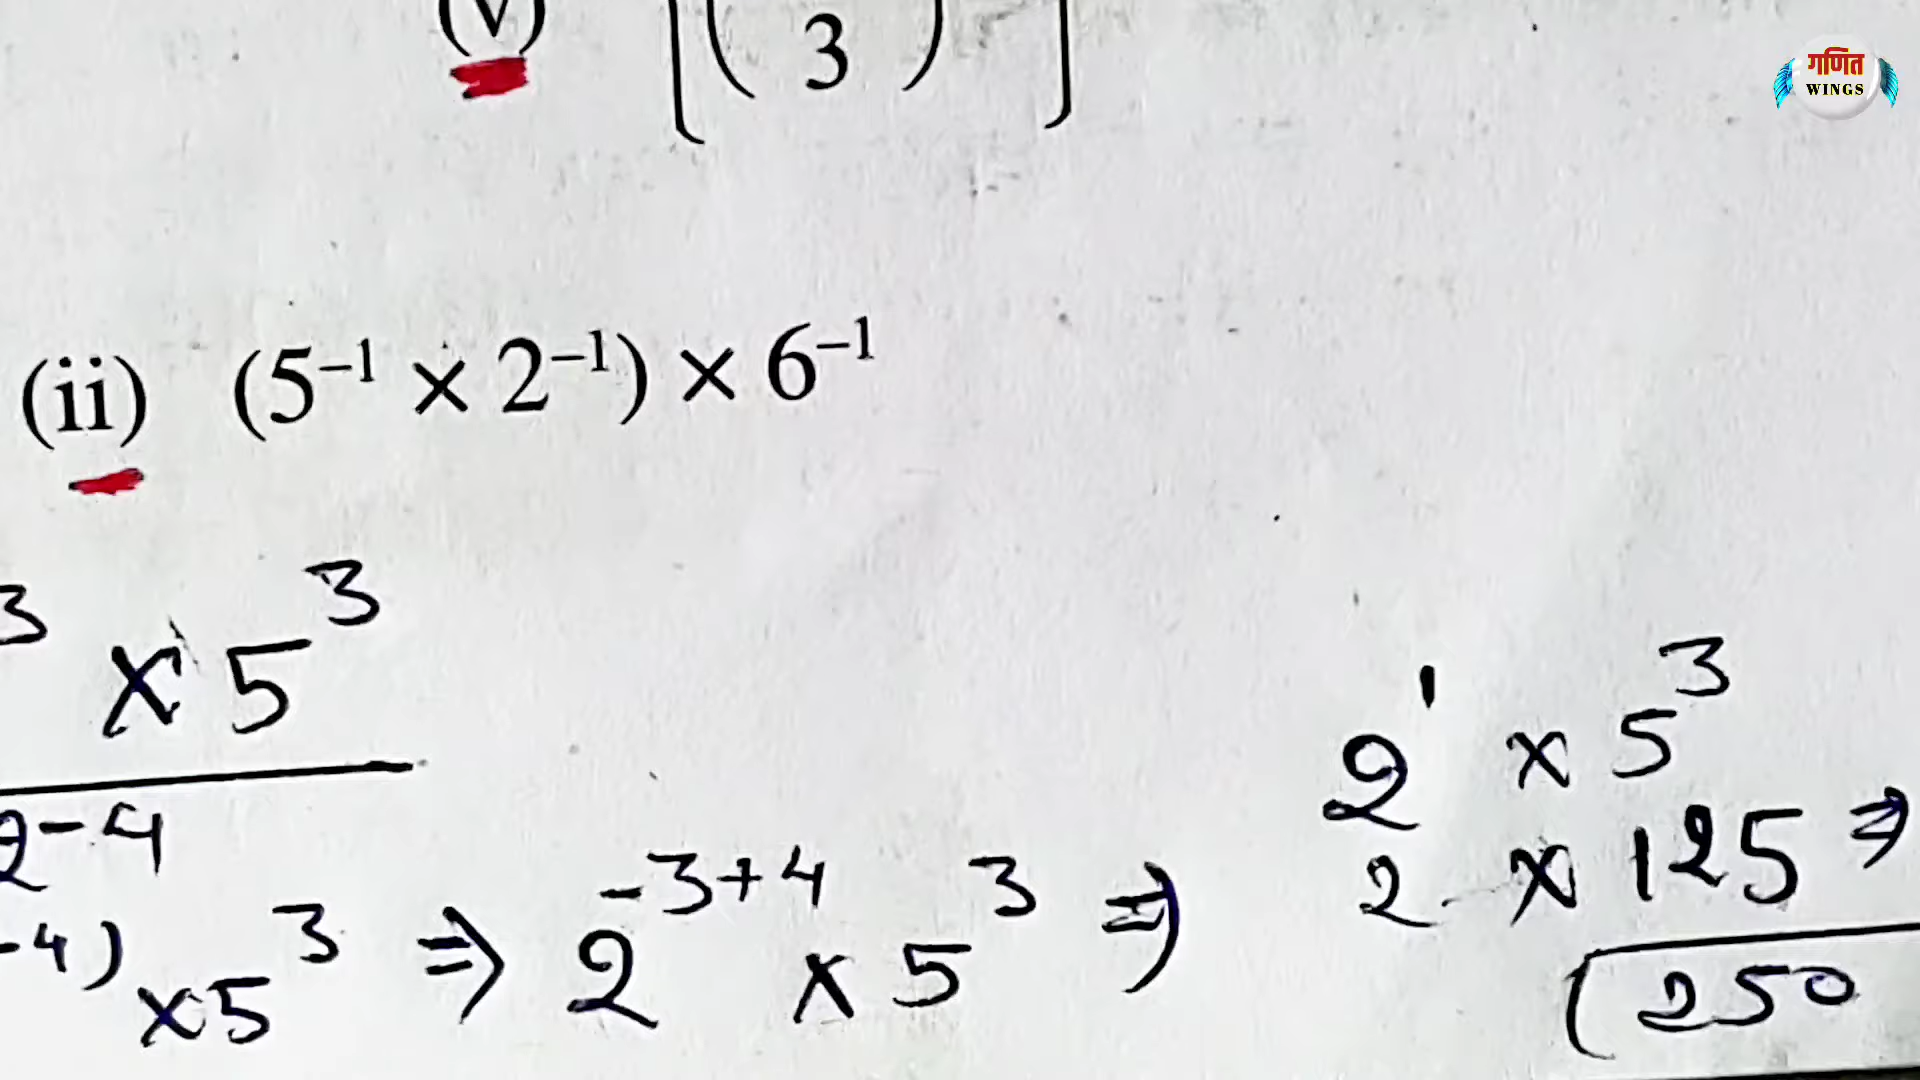 (v) [( 3 )]
गणित
WINGS
(ii) (5⁻¹ × 2⁻¹) × 6⁻¹
³ × 5³
2⁻⁴
-4) × 5³ ⇒ 2⁻³⁺⁴ × 5³ ⇒
2¹ × 5³
2 × 125 ⇒
250